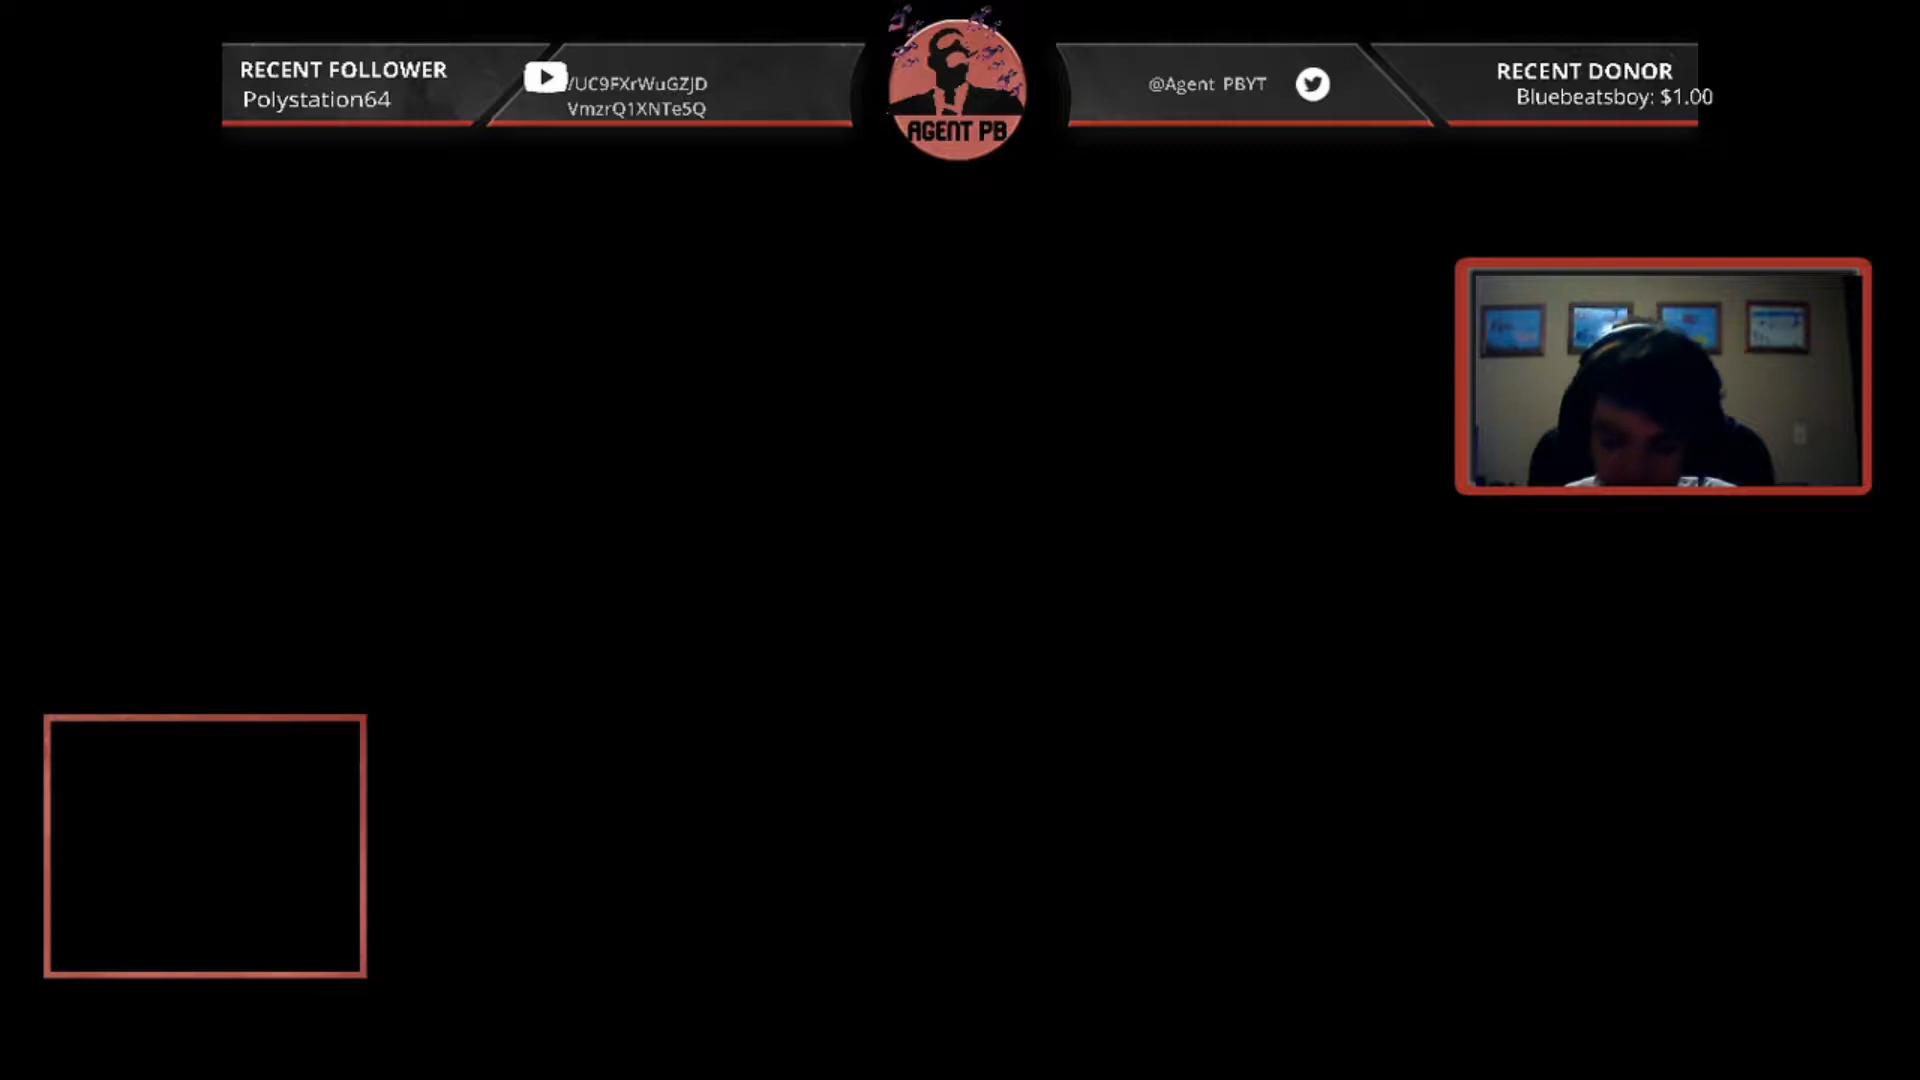 RECENT FOLLOWER
Polystation64
/UC9FXrWuGZJD
VmzrQ1XNTe5Q
AGENT PB
@Agent PBYT
RECENT DONOR
Bluebeatsboy: $1.00